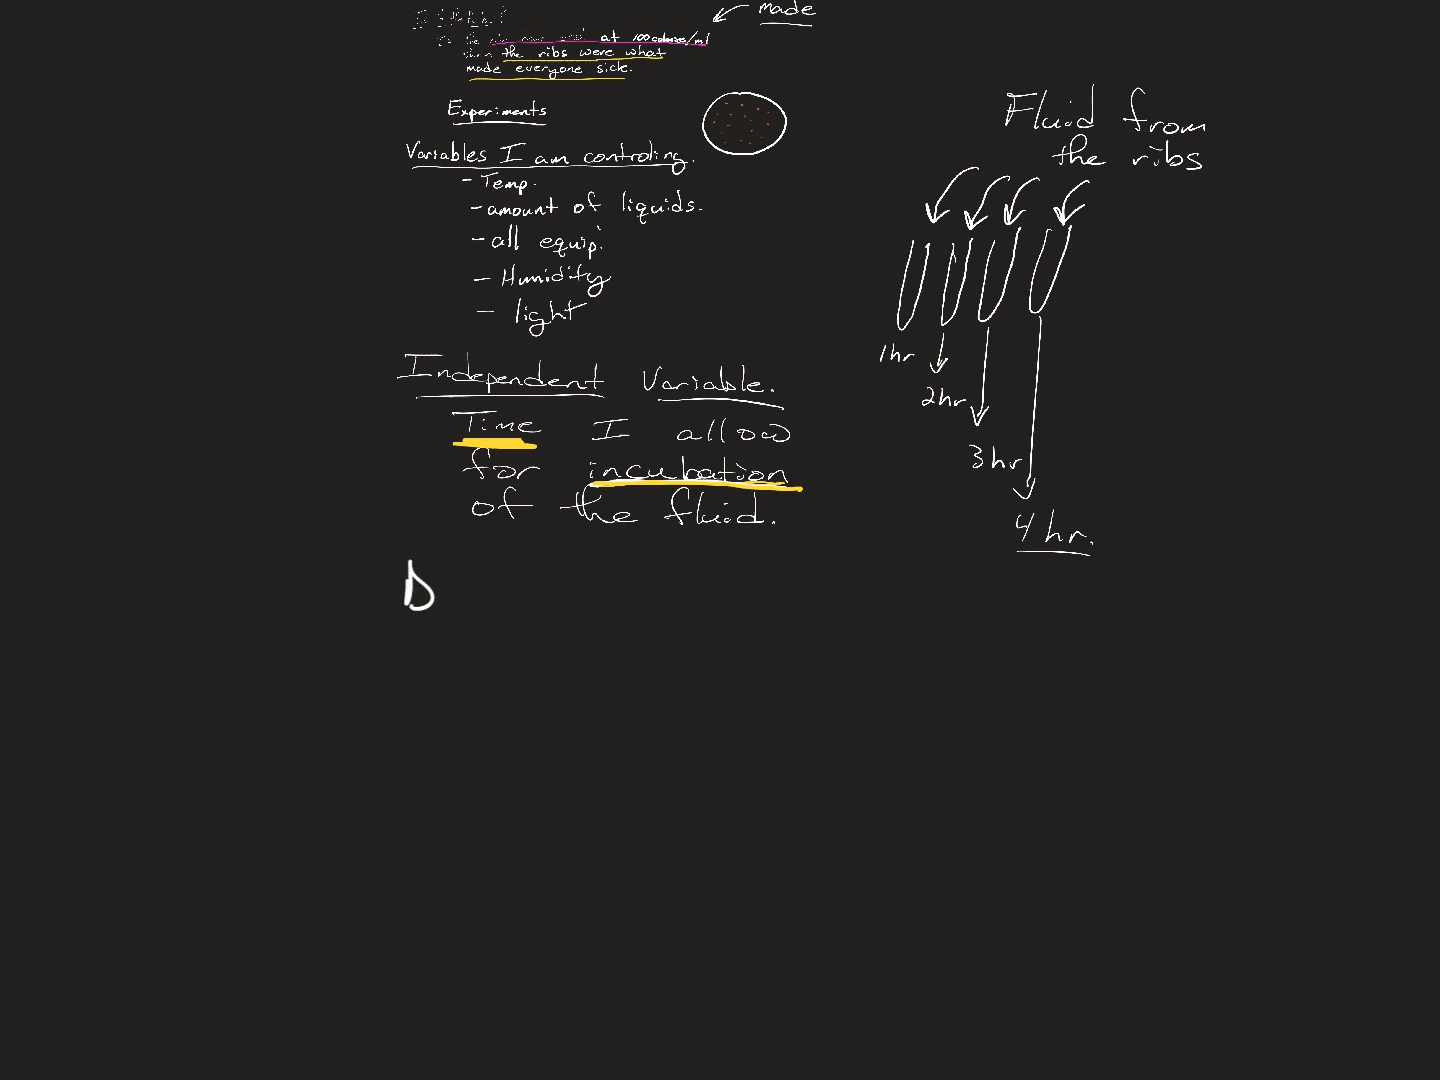 made
at 100 colonies/ml
the ribs were what
made everyone sick.
Experiments
Variables I am controling.
- Temp.
- amount of liquids.
- all equip.
- Humidity
- light
Independent Variable.
Time I allow
for incubation
of the fluid.
D
Fluid from
the ribs
1hr
2hr
3hr
4hr.